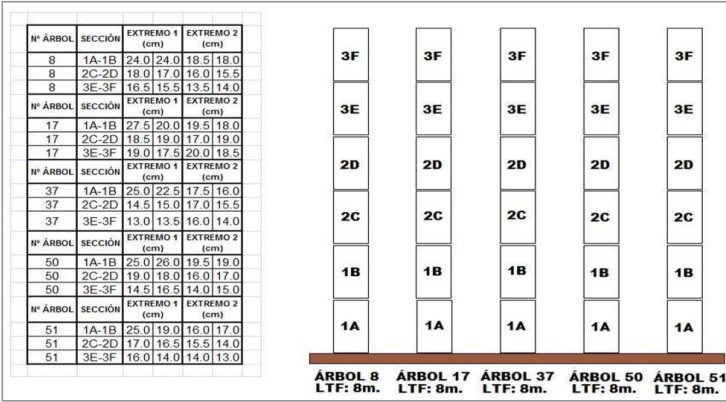 Nº ÁRBOL SECCIÓN EXTREMO 1 (cm) EXTREMO 2 (cm)
8 1A-1B 24.0 24.0 18.5 18.0
8 2C-2D 18.0 17.0 16.0 15.5
8 3E-3F 16.5 15.5 13.5 14.0
Nº ÁRBOL SECCIÓN EXTREMO 1 (cm) EXTREMO 2 (cm)
17 1A-1B 27.5 20.0 19.5 18.0
17 2C-2D 18.5 19.0 17.0 19.0
17 3E-3F 19.0 17.5 20.0 18.5
Nº ÁRBOL SECCIÓN EXTREMO 1 (cm) EXTREMO 2 (cm)
37 1A-1B 25.0 22.5 17.5 16.0
37 2C-2D 14.5 15.0 17.0 15.5
37 3E-3F 13.0 13.5 16.0 14.0
Nº ÁRBOL SECCIÓN EXTREMO 1 (cm) EXTREMO 2 (cm)
50 1A-1B 25.0 26.0 19.5 19.0
50 2C-2D 19.0 18.0 16.0 17.0
50 3E-3F 14.5 16.5 14.0 15.0
Nº ÁRBOL SECCIÓN EXTREMO 1 (cm) EXTREMO 2 (cm)
51 1A-1B 25.0 19.0 16.0 17.0
51 2C-2D 17.0 16.5 15.5 14.0
51 3E-3F 16.0 14.0 14.0 13.0
3F 3F 3F 3F 3F
3E 3E 3E 3E 3E
2D 2D 2D 2D 2D
2C 2C 2C 2C 2C
1B 1B 1B 1B 1B
1A 1A 1A 1A 1A
ÁRBOL 8 ÁRBOL 17 ÁRBOL 37 ÁRBOL 50 ÁRBOL 51
LTF: 8m. LTF: 8m. LTF: 8m. LTF: 8m. LTF: 8m.